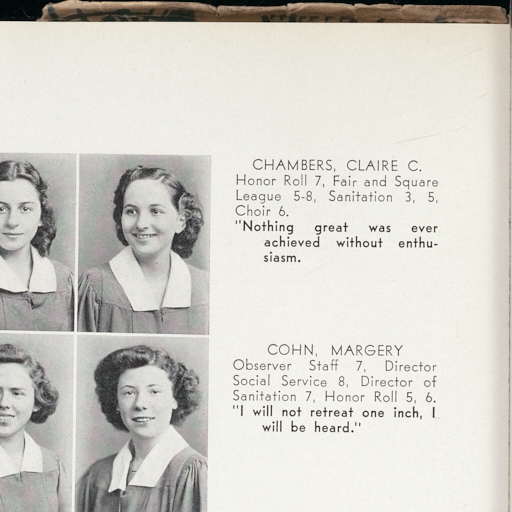 CHAMBERS, CLAIRE C.
Honor Roll 7, Fair and Square
League 5-8, Sanitation 3, 5,
Choir 6.
"Nothing great was ever
achieved without enthu-
siasm.
COHN, MARGERY
Observer Staff 7, Director
Social Service 8, Director of
Sanitation 7, Honor Roll 5, 6.
"I will not retreat one inch, I
will be heard."